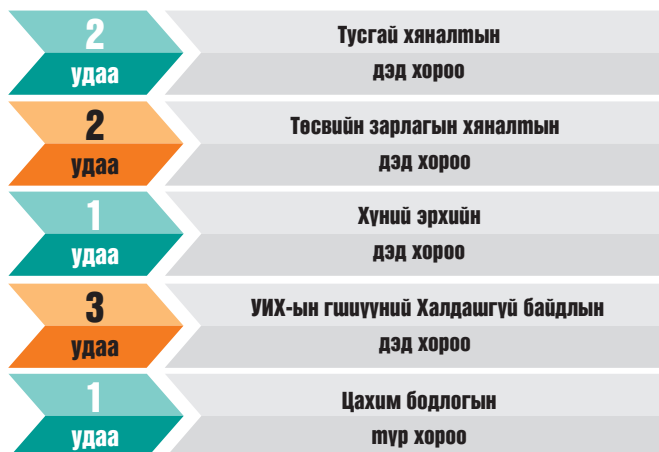 2
Тусгай хяналтын
удаа
дэд хороо
2
Төсвийн зарлагын хяналтын
удаа
дэд хороо
1
Хүний эрхийн
удаа
дэд хороо
3
УИХ-ын гишүүний Халдашгүй байдлын
удаа
дэд хороо
1
Цахим бодлогын
удаа
түр хороо